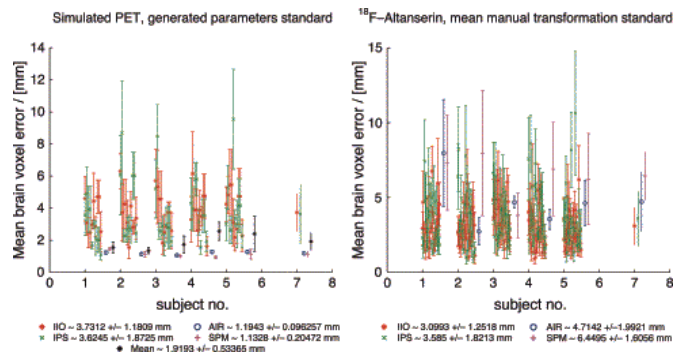 Simulated PET, generated parameters standard
14
12
10
8
6
4
2
0
Mean brain voxel error / [mm]
0 1 2 3 4 5 6 7 8
subject no.
IIO ~ 3.7312 +/− 1.1809 mm
AIR ~ 1.1943 +/− 0.096257 mm
IPS ~ 3.6245 +/− 1.8725 mm
SPM ~ 1.1328 +/− 0.20472 mm
Mean ~ 1.9193 +/− 0.53365 mm
¹⁸F−Altanserin, mean manual transformation standard
15
10
5
0
Mean brain voxel error / [mm]
0 1 2 3 4 5 6 7 8
subject no.
IIO ~ 3.0993 +/− 1.2518 mm
AIR ~ 4.7142 +/− 1.9921 mm
IPS ~ 3.585 +/− 1.8213 mm
SPM ~ 6.4495 +/− 1.6056 mm